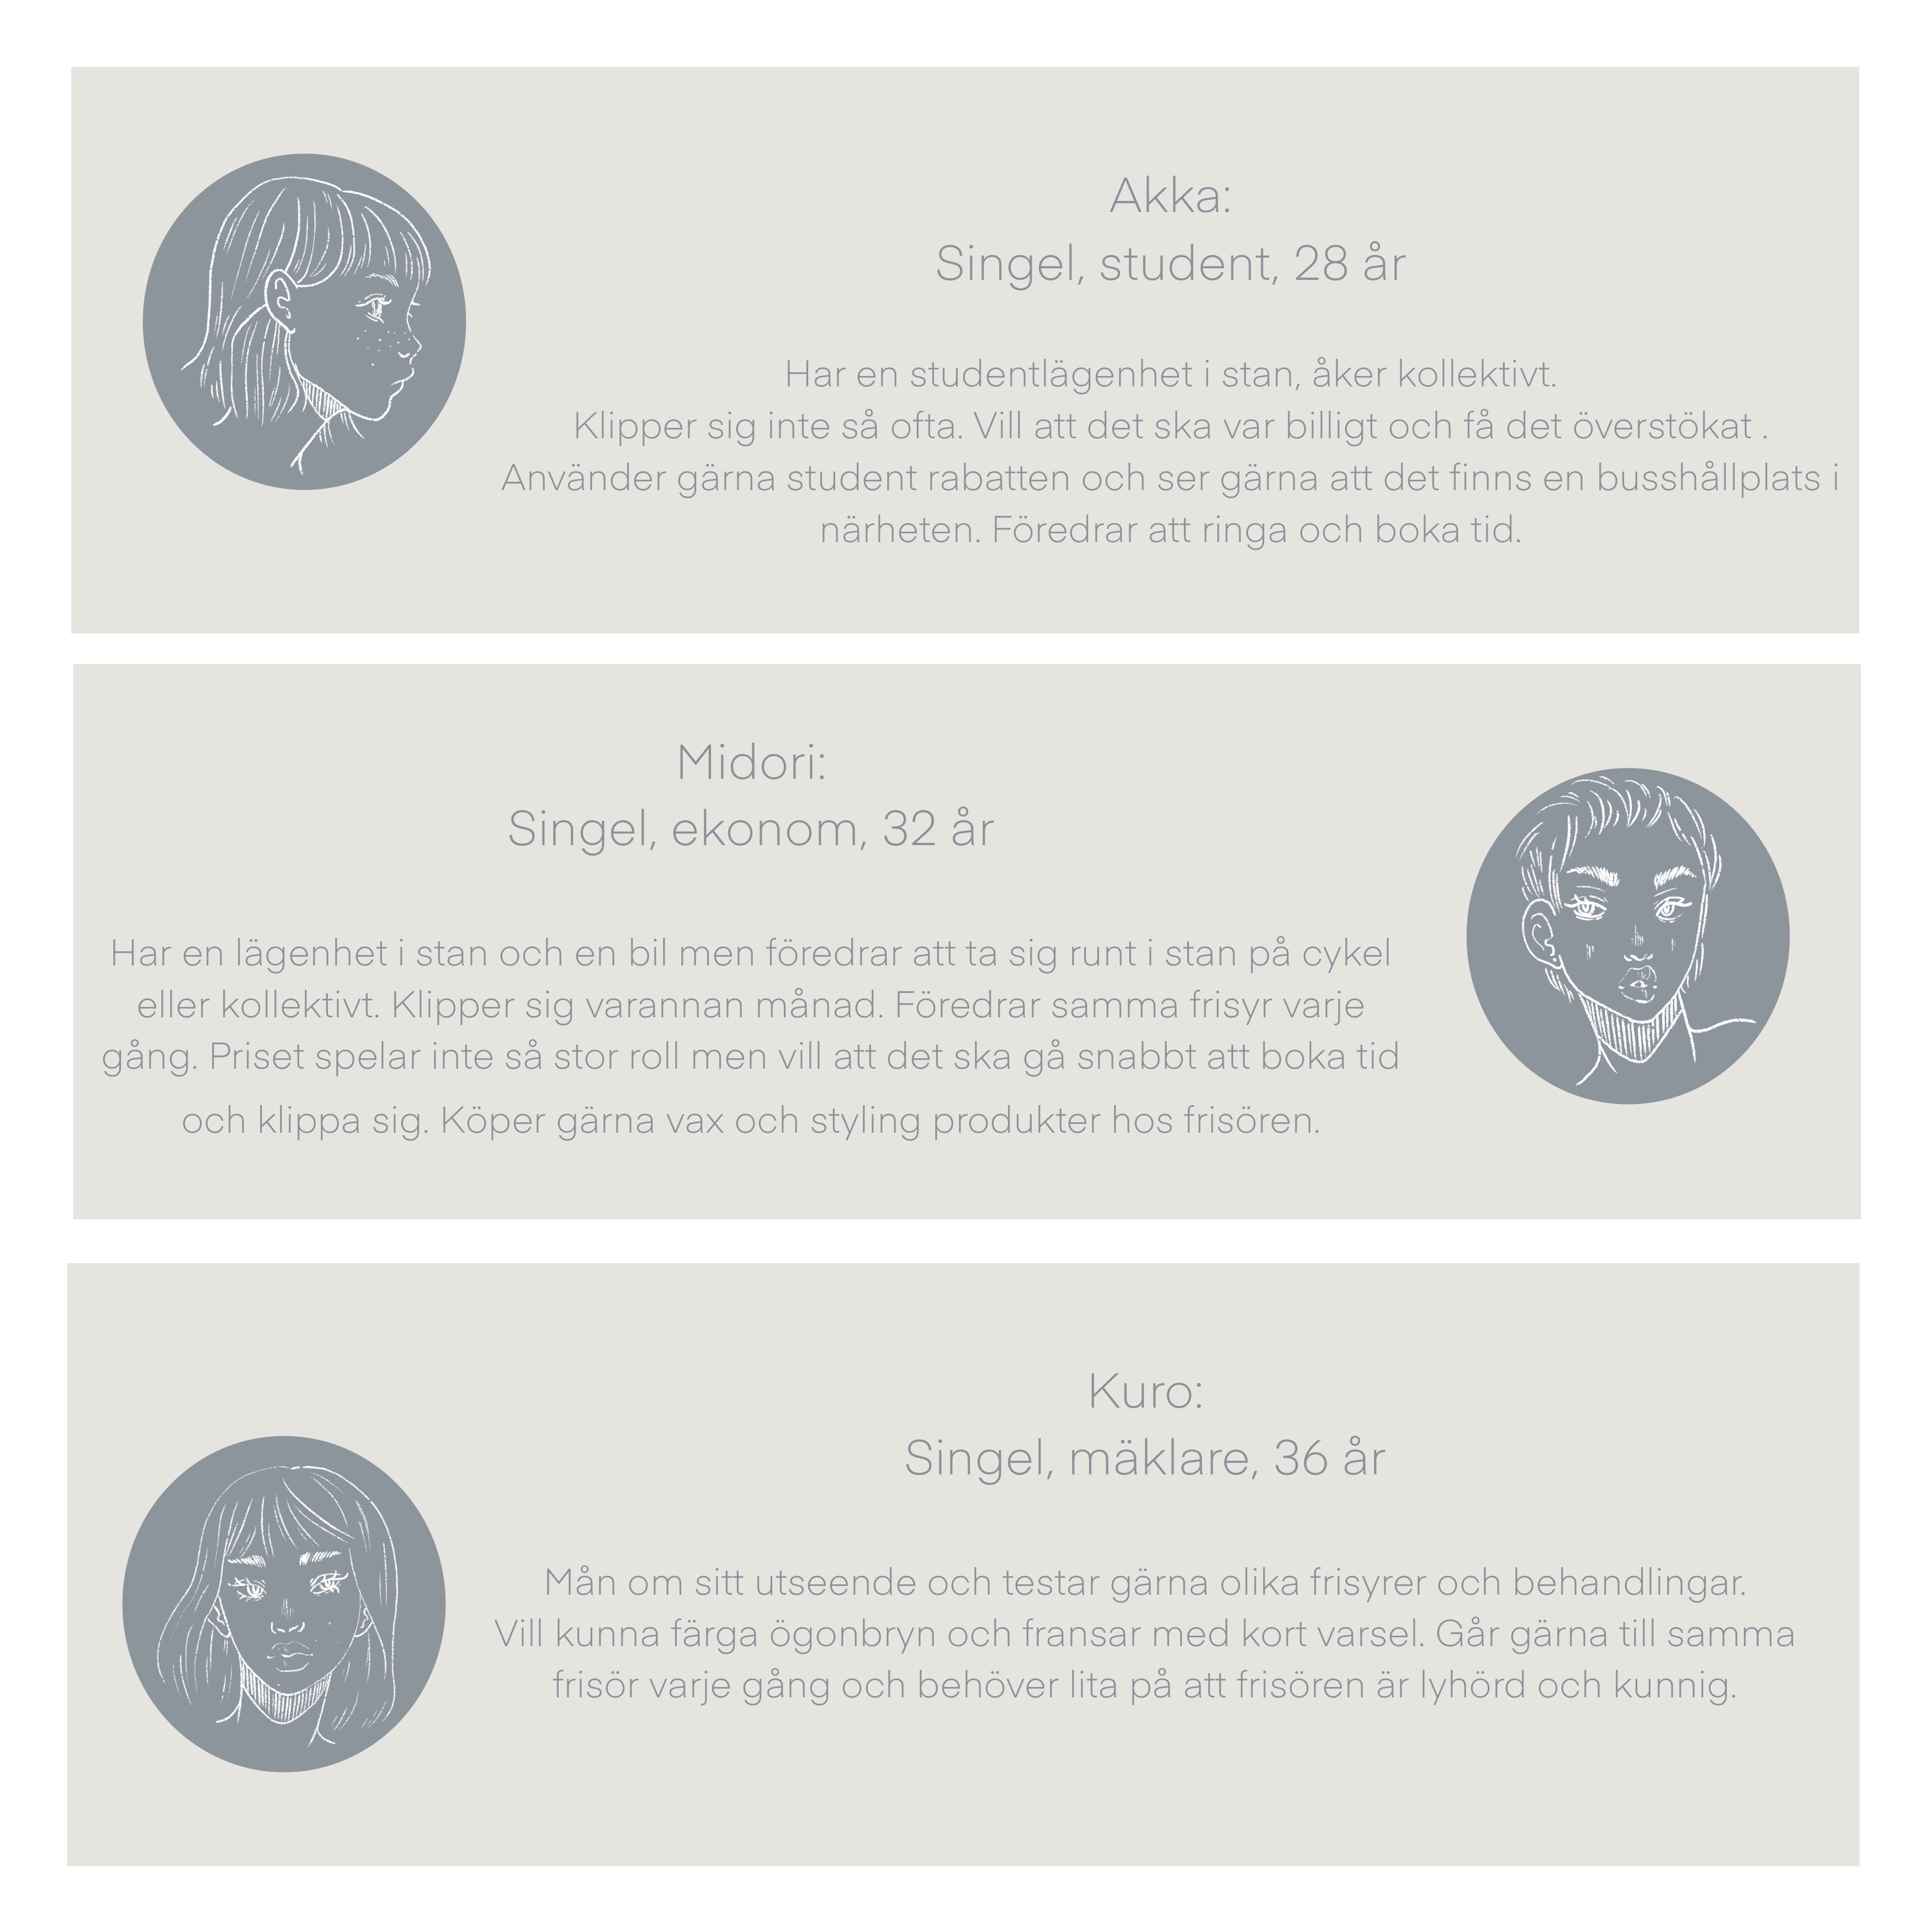 Akka:
Singel, student, 28 år
Har en studentlägenhet i stan, åker kollektivt.
Klipper sig inte så ofta. Vill att det ska var billigt och få det överstökat .
Använder gärna student rabatten och ser gärna att det finns en busshållplats i
närheten. Föredrar att ringa och boka tid.
Midori:
Singel, ekonom, 32 år
Har en lägenhet i stan och en bil men föredrar att ta sig runt i stan på cykel
eller kollektivt. Klipper sig varannan månad. Föredrar samma frisyr varje
gång. Priset spelar inte så stor roll men vill att det ska gå snabbt att boka tid
och klippa sig. Köper gärna vax och styling produkter hos frisören.
Kuro:
Singel, mäklare, 36 år
Mån om sitt utseende och testar gärna olika frisyrer och behandlingar.
Vill kunna färga ögonbryn och fransar med kort varsel. Går gärna till samma
frisör varje gång och behöver lita på att frisören är lyhörd och kunnig.